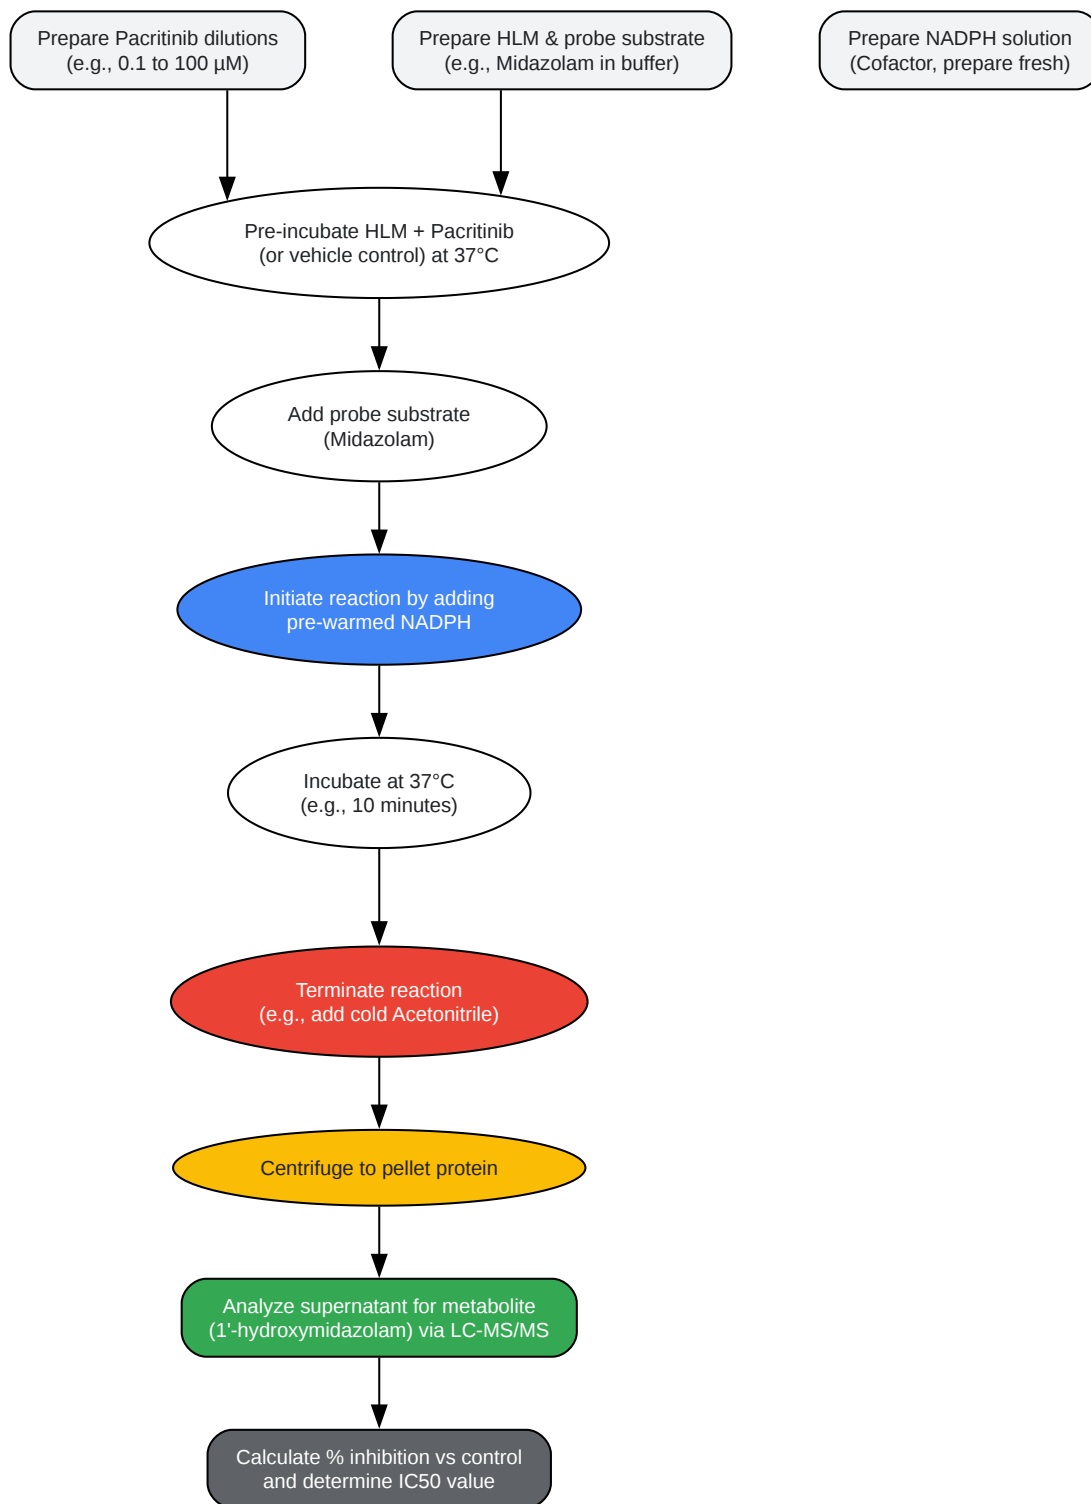 Prepare Pacritinib dilutions
(e.g., 0.1 to 100 µM)
Prepare HLM & probe substrate
(e.g., Midazolam in buffer)
Prepare NADPH solution
(Cofactor, prepare fresh)
Pre-incubate HLM + Pacritinib
(or vehicle control) at 37°C
Add probe substrate
(Midazolam)
Initiate reaction by adding
pre-warmed NADPH
Incubate at 37°C
(e.g., 10 minutes)
Terminate reaction
(e.g., add cold Acetonitrile)
Centrifuge to pellet protein
Analyze supernatant for metabolite
(1'-hydroxymidazolam) via LC-MS/MS
Calculate % inhibition vs control
and determine IC50 value